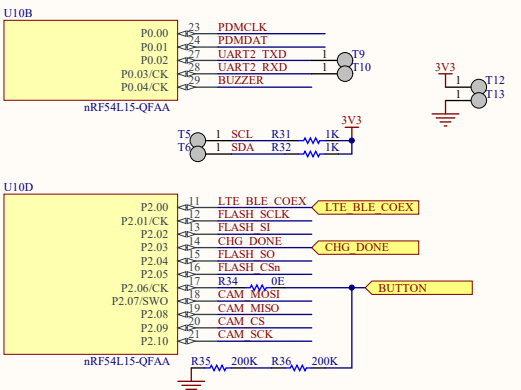 U10B
P0.00 23 PDMCLK
P0.01 24 PDMDAT
P0.02 27 UART2_TXD 1 T9
P0.03/CK 28 UART2_RXD 1 T10
P0.04/CK 29 BUZZER
nRF54L15-QFAA
3V3
1 T12
1 T13
3V3
T5 1 SCL R31 1K
T6 1 SDA R32 1K
U10D
P2.00 11 LTE_BLE_COEX LTE_BLE_COEX
P2.01/CK 12 FLASH_SCLK
P2.02 13 FLASH_SI
P2.03 14 CHG_DONE CHG_DONE
P2.04 15 FLASH_SO
P2.05 16 FLASH_CSn
P2.06/CK 17 R34 0E BUTTON
P2.07/SWO 18 CAM_MOSI
P2.08 19 CAM_MISO
P2.09 20 CAM_CS
P2.10 21 CAM_SCK
nRF54L15-QFAA R35 200K R36 200K